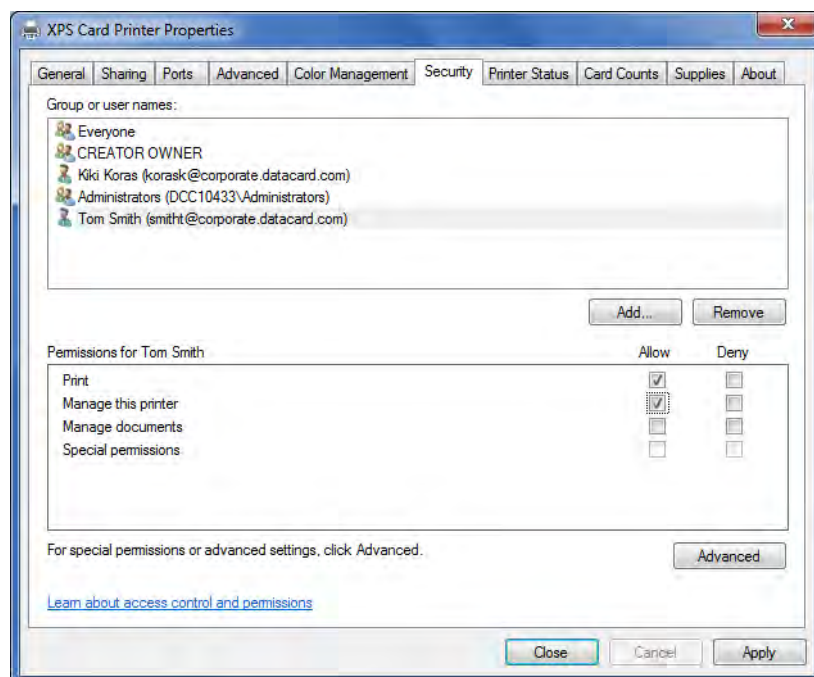 XPS Card Printer Properties
General Sharing Ports Advanced Color Management Security Printer Status Card Counts Supplies About
Group or user names:
Everyone
CREATOR OWNER
Kiki Koras (korask@corporate.datacard.com)
Administrators (DCC10433\Administrators)
Tom Smith (smitht@corporate.datacard.com)
Add... Remove
Permissions for Tom Smith Allow Deny
Print
Manage this printer
Manage documents
Special permissions
For special permissions or advanced settings, click Advanced.
Advanced
Learn about access control and permissions
Close Cancel Apply